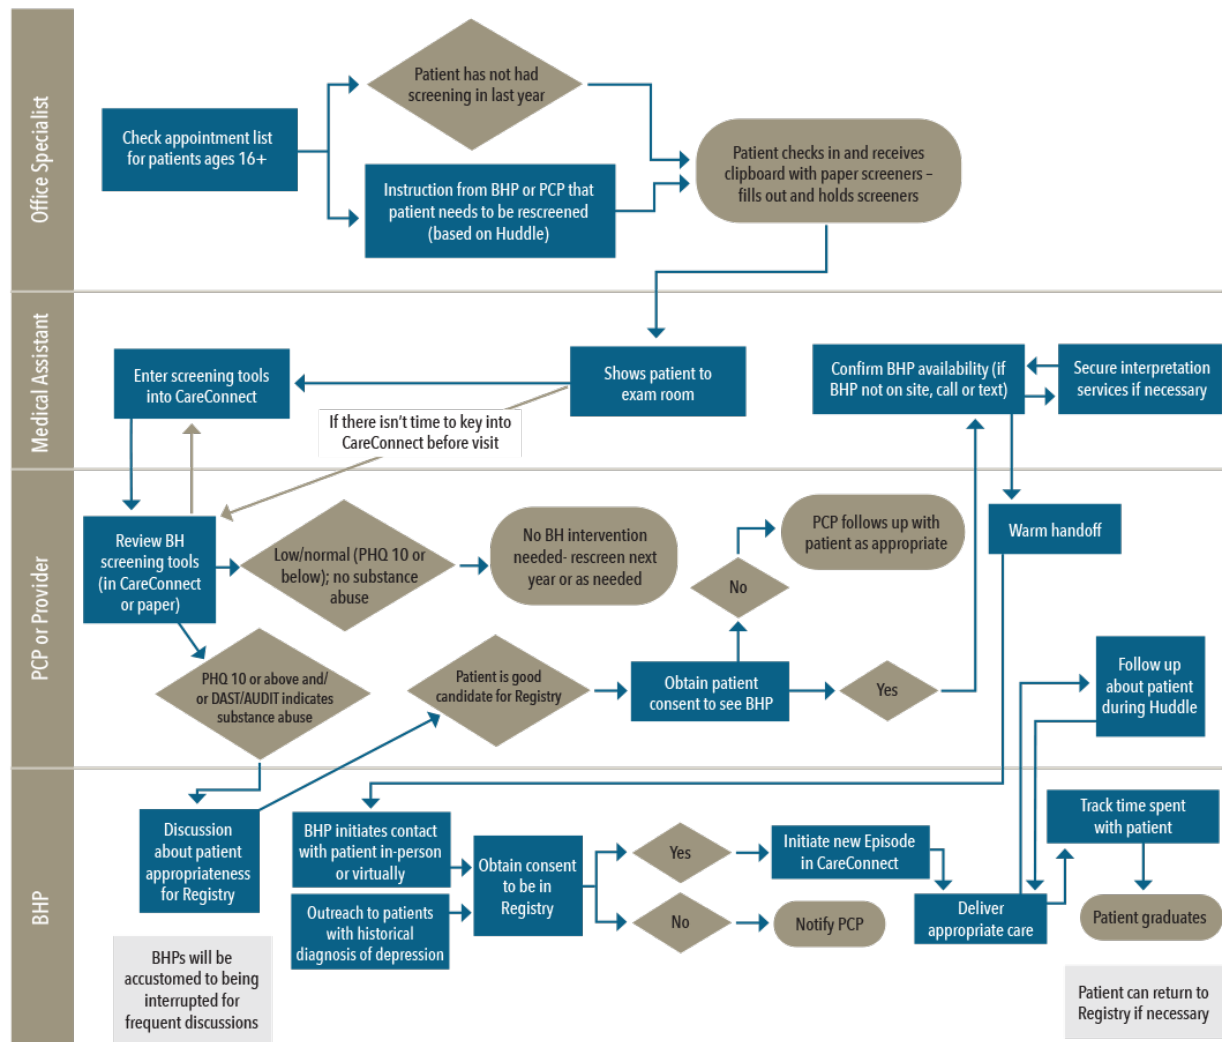 Office Specialist
Check appointment list
for patients ages 16+
Patient has not had
screening in last year
Instruction from BHP or PCP that
patient needs to be rescreened
(based on Huddle)
Patient checks in and receives
clipboard with paper screeners –
fills out and holds screeners
Medical Assistant
Enter screening tools
into CareConnect
Shows patient to
exam room
If there isn't time to key into
CareConnect before visit
Confirm BHP availability (if
BHP not on site, call or text)
Secure interpretation
services if necessary
PCP or Provider
Review BH
screening tools
(in CareConnect
or paper)
Low/normal (PHQ 10 or
below); no substance
abuse
No BH intervention
needed- rescreen next
year or as needed
PHQ 10 or above and/
or DAST/AUDIT indicates
substance abuse
Patient is good
candidate for Registry
Obtain patient
consent to see BHP
No
PCP follows up with
patient as appropriate
Yes
Warm handoff
Follow up
about patient
during Huddle
BHP
Discussion
about patient
appropriateness
for Registry
BHPs will be
accustomed to being
interrupted for
frequent discussions
BHP initiates contact
with patient in-person
or virtually
Outreach to patients
with historical
diagnosis of depression
Obtain consent
to be in
Registry
Yes
No
Initiate new Episode
in CareConnect
Notify PCP
Deliver
appropriate care
Track time spent
with patient
Patient graduates
Patient can return to
Registry if necessary